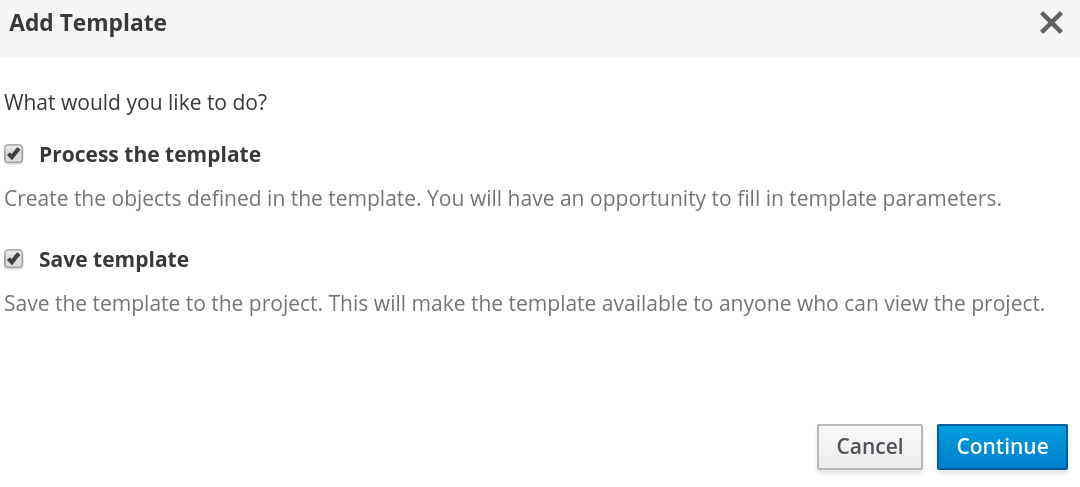 Add Template
What would you like to do?
Process the template
Create the objects defined in the template. You will have an opportunity to fill in template parameters.
Save template
Save the template to the project. This will make the template available to anyone who can view the project.
Cancel Continue